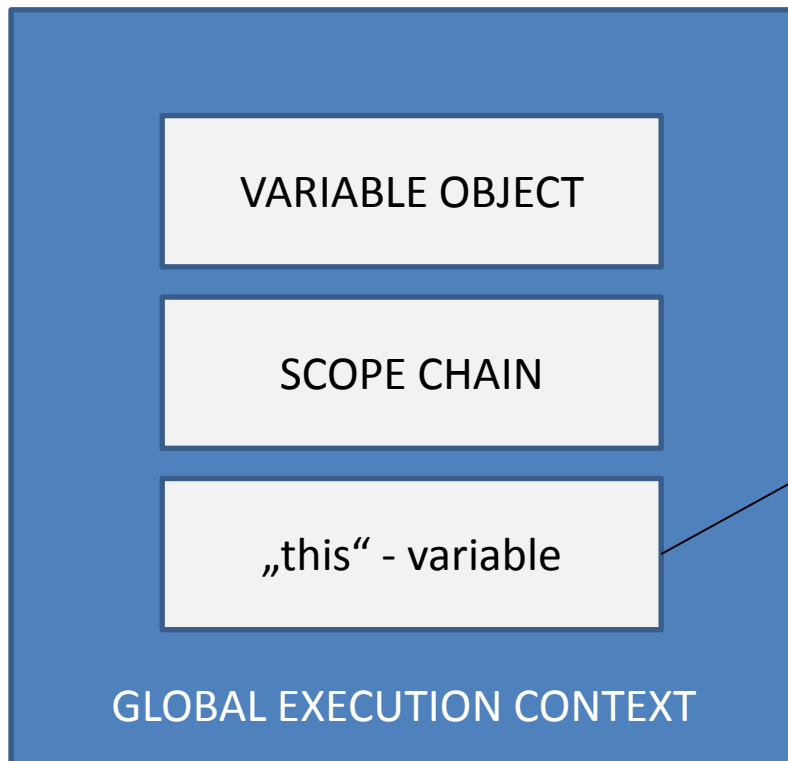 VARIABLE OBJECT
SCOPE CHAIN
„this“ - variable
GLOBAL EXECUTION CONTEXT